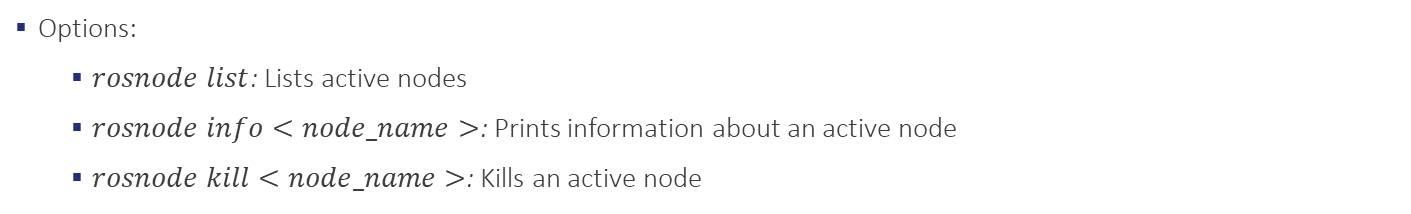 ▪ Options:
▪ rosnode list: Lists active nodes
▪ rosnode info < node_name >: Prints information about an active node
▪ rosnode kill < node_name >: Kills an active node